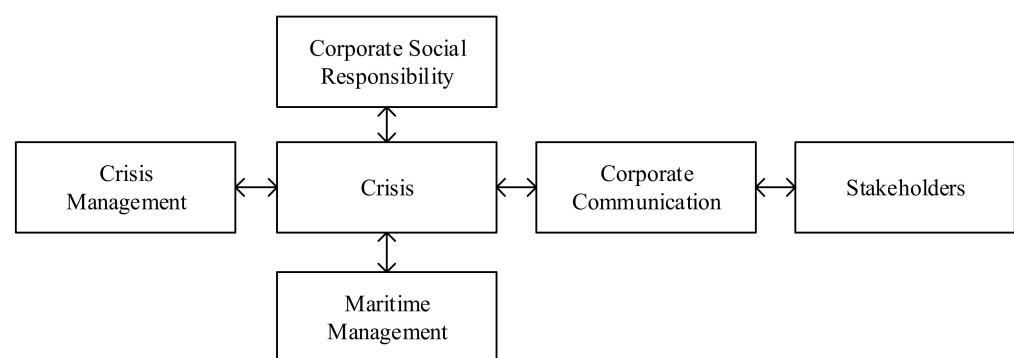 Corporate Social
Responsibility
Crisis
Management
Crisis
Corporate
Communication
Stakeholders
Maritime
Management